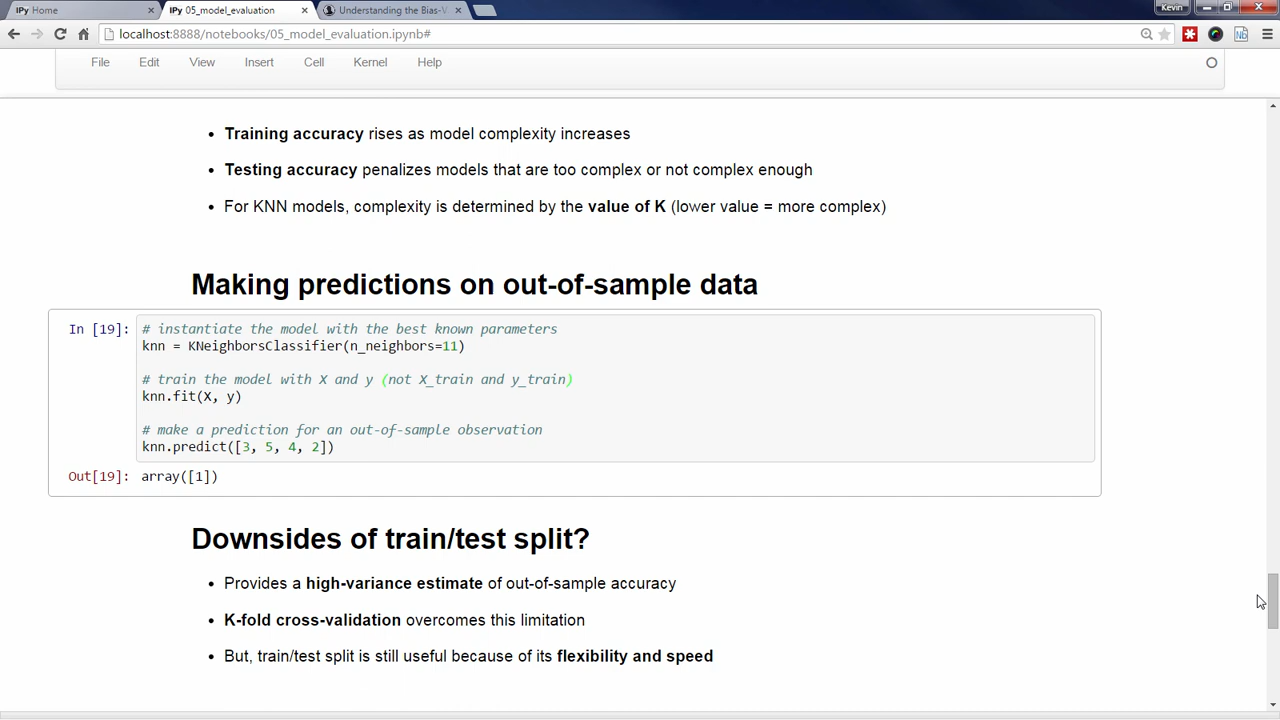 IPy Home
IPy 05_model_evaluation.ipynb
Understanding the Bias-V
Kevin
localhost:8888/notebooks/05_model_evaluation.ipynb#
File Edit View Insert Cell Kernel Help
• Training accuracy rises as model complexity increases
• Testing accuracy penalizes models that are too complex or not complex enough
• For KNN models, complexity is determined by the value of K (lower value = more complex)
Making predictions on out-of-sample data
In [19]:
# instantiate the model with the best known parameters
knn = KNeighborsClassifier(n_neighbors=11)
# train the model with X and y (not X_train and y_train)
knn.fit(X, y)
# make a prediction for an out-of-sample observation
knn.predict([3, 5, 4, 2])
Out[19]: array([1])
Downsides of train/test split?
• Provides a high-variance estimate of out-of-sample accuracy
• K-fold cross-validation overcomes this limitation
• But, train/test split is still useful because of its flexibility and speed